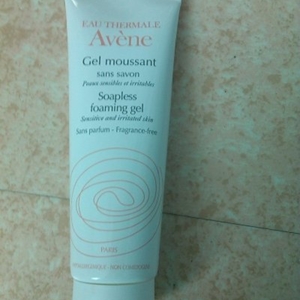 EAU THERMALE
Avène
Gel moussant
sans savon
Peaux sensibles et irritables
Soapless
foaming gel
Sensitive and irritated skin
Sans parfum - Fragrance-free
PARIS